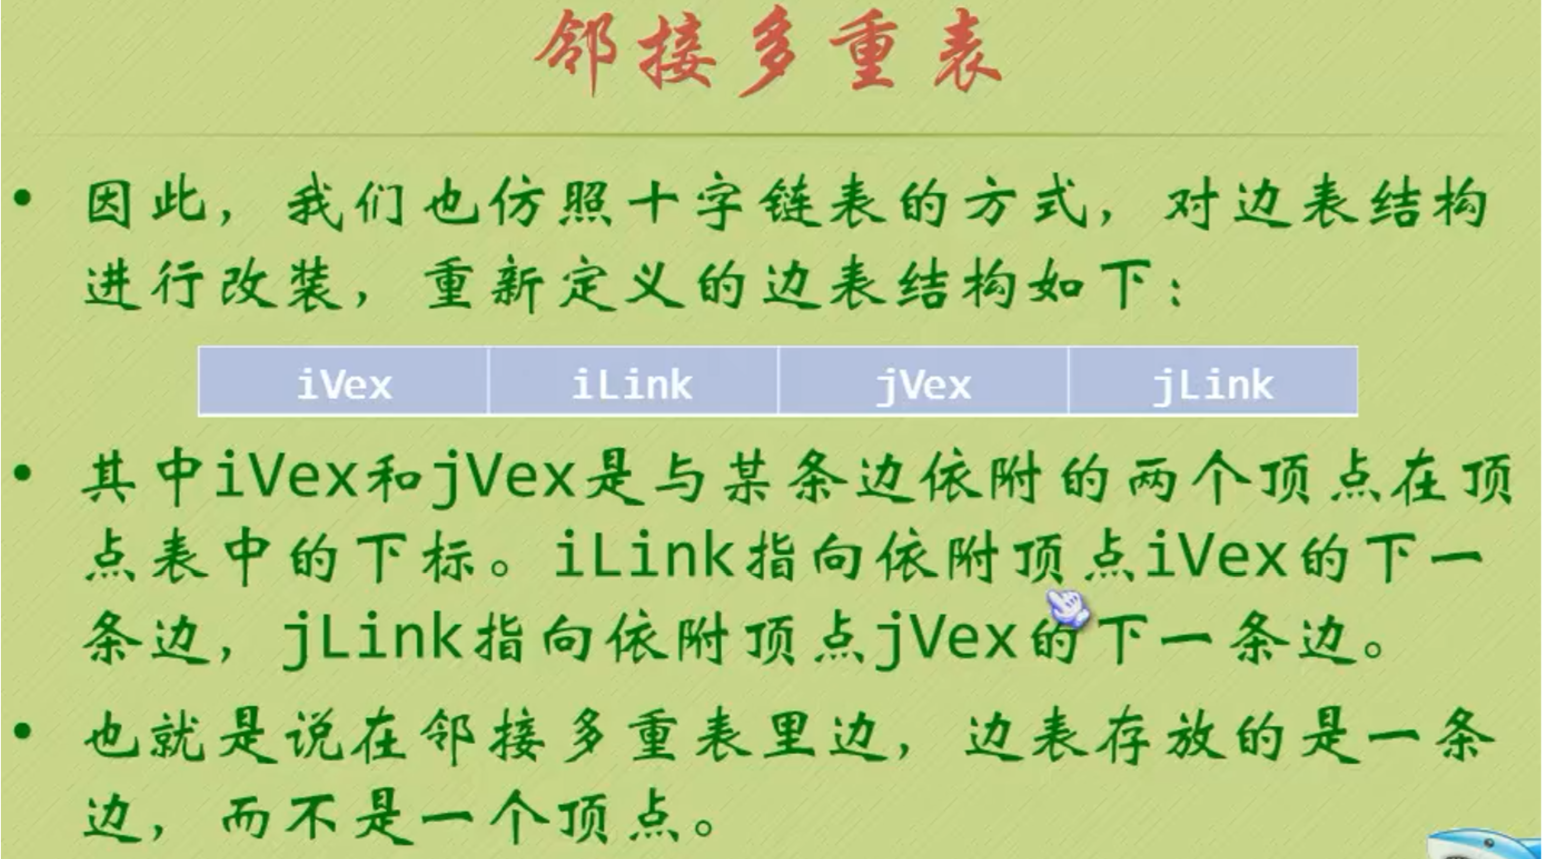 邻接多重表
• 因此，我们也仿照十字链表的方式，对边表结构
进行改装，重新定义的边表结构如下：
iVex iLink jVex jLink
• 其中iVex和jVex是与某条边依附的两个顶点在顶
点表中的下标。iLink指向依附顶点iVex的下一
条边，jLink指向依附顶点jVex的下一条边。
• 也就是说在邻接多重表里边，边表存放的是一条
边，而不是一个顶点。